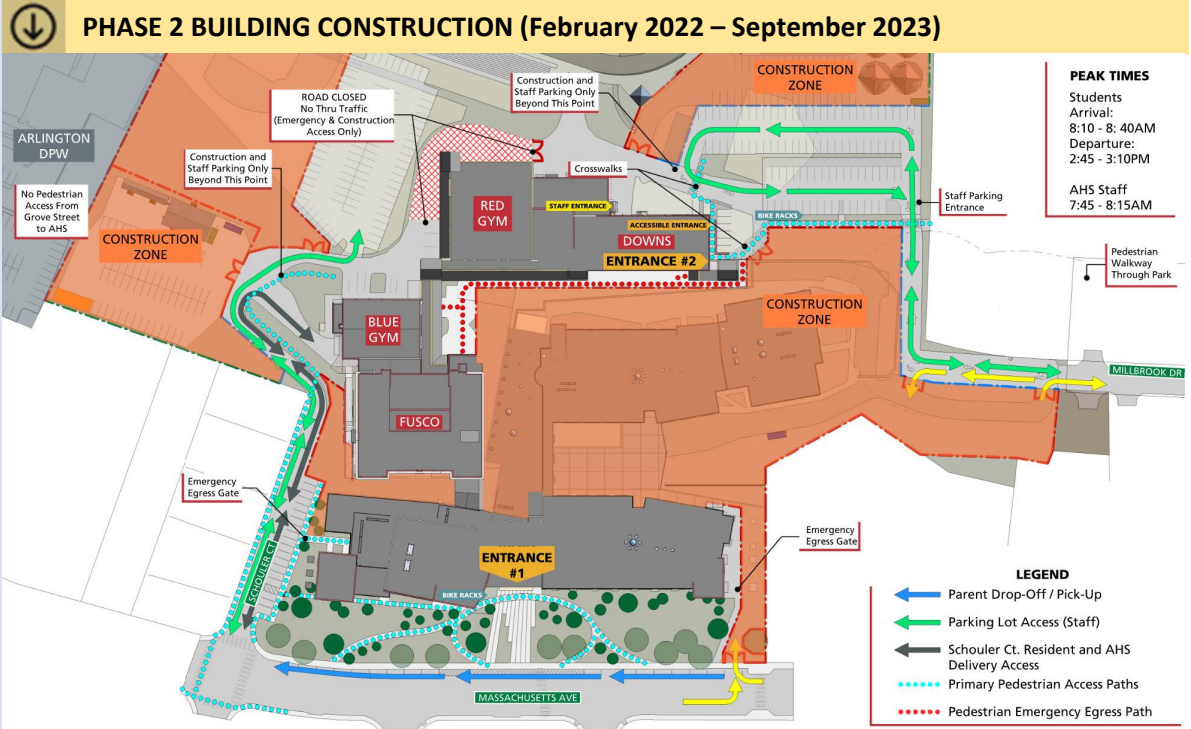 PHASE 2 BUILDING CONSTRUCTION (February 2022 – September 2023)
CONSTRUCTION
ZONE
PEAK TIMES
Students
Arrival:
8:10 - 8: 40AM
Departure:
2:45 - 3:10PM
AHS Staff
7:45 - 8:15AM
Construction and
Staff Parking Only
Beyond This Point
ROAD CLOSED
No Thru Traffic
(Emergency & Construction
Access Only)
ARLINGTON
DPW
Construction and
Staff Parking Only
Beyond This Point
Crosswalks
No Pedestrian
Access From
Grove Street
to AHS
RED
GYM
STAFF ENTRANCE
Staff Parking
Entrance
BIKE RACKS
ACCESSIBLE ENTRANCE
DOWNS
ENTRANCE #2
CONSTRUCTION
ZONE
Pedestrian
Walkway
Through Park
CONSTRUCTION
ZONE
BLUE
GYM
MILLBROOK DR
FUSCO
Emergency
Egress Gate
Emergency
Egress Gate
SCHOULER CT
ENTRANCE
#1
BIKE RACKS
MASSACHUSETTS AVE
LEGEND
Parent Drop-Off / Pick-Up
Parking Lot Access (Staff)
Schouler Ct. Resident and AHS
Delivery Access
Primary Pedestrian Access Paths
Pedestrian Emergency Egress Path